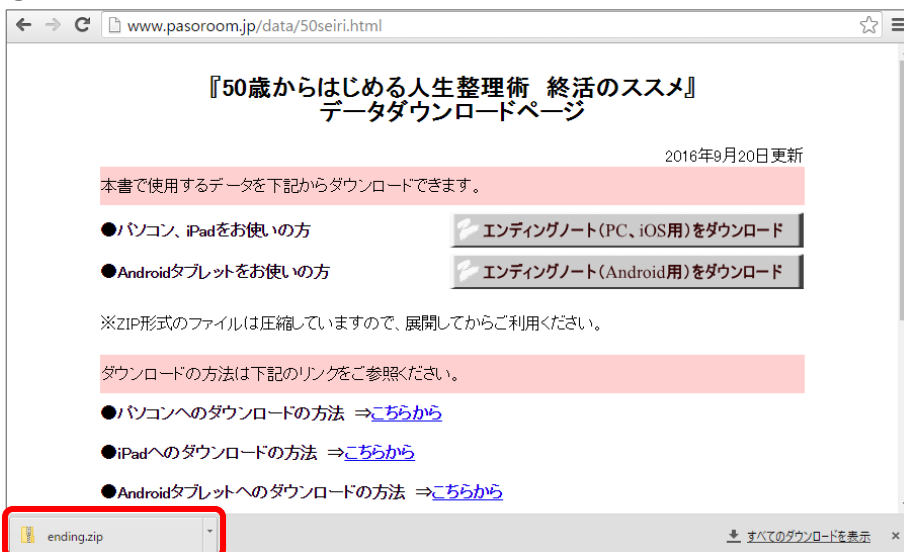 www.pasoroom.jp/data/50seiri.html
『50歳からはじめる人生整理術 終活のススメ』
データダウンロードページ
2016年9月20日更新
本書で使用するデータを下記からダウンロードできます。
●パソコン、iPadをお使いの方 エンディングノート(PC、iOS用)をダウンロード
●Androidタブレットをお使いの方 エンディングノート(Android用)をダウンロード
※ZIP形式のファイルは圧縮していますので、展開してからご利用ください。
ダウンロードの方法は下記のリンクをご参照ください。
●パソコンへのダウンロードの方法 ⇒こちらから
●iPadへのダウンロードの方法 ⇒こちらから
●Androidタブレットへのダウンロードの方法 ⇒こちらから
ending.zip すべてのダウンロードを表示